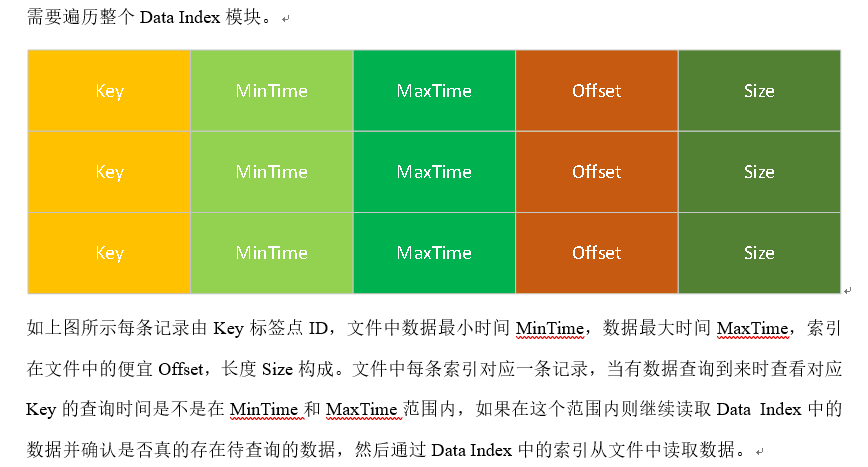 需要遍历整个 Data Index 模块。
Key MinTime MaxTime Offset Size
Key MinTime MaxTime Offset Size
Key MinTime MaxTime Offset Size
如上图所示每条记录由 Key 标签点 ID，文件中数据最小时间 MinTime，数据最大时间 MaxTime，索引
在文件中的便宜 Offset，长度 Size 构成。文件中每条索引对应一条记录，当有数据查询到来时查看对应
Key 的查询时间是不是在 MinTime 和 MaxTime 范围内，如果在这个范围内则继续读取 Data Index 中的
数据并确认是否真的存在待查询的数据，然后通过 Data Index 中的索引从文件中读取数据。